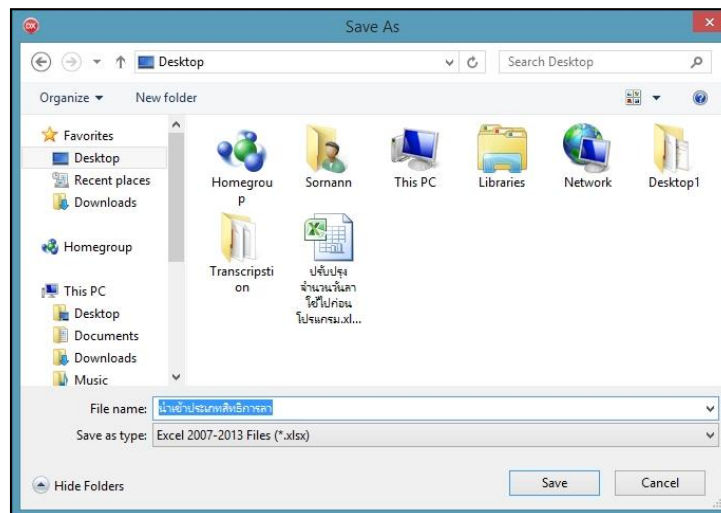 Save As
Desktop
Search Desktop
Organize
New folder
Favorites
Desktop
Recent places
Downloads
Homegroup
This PC
Desktop
Documents
Downloads
Music
Homegrou
p
Sornann
This PC
Libraries
Network
Desktop1
Transcripsti
on
ปรับปรุง
จำนวนวันลา
ใช้ไปก่อน
โปรแกรม.xl...
File name:
นำเข้าประเภทสิทธิการลา
Save as type:
Excel 2007-2013 Files (*.xlsx)
Hide Folders
Save
Cancel